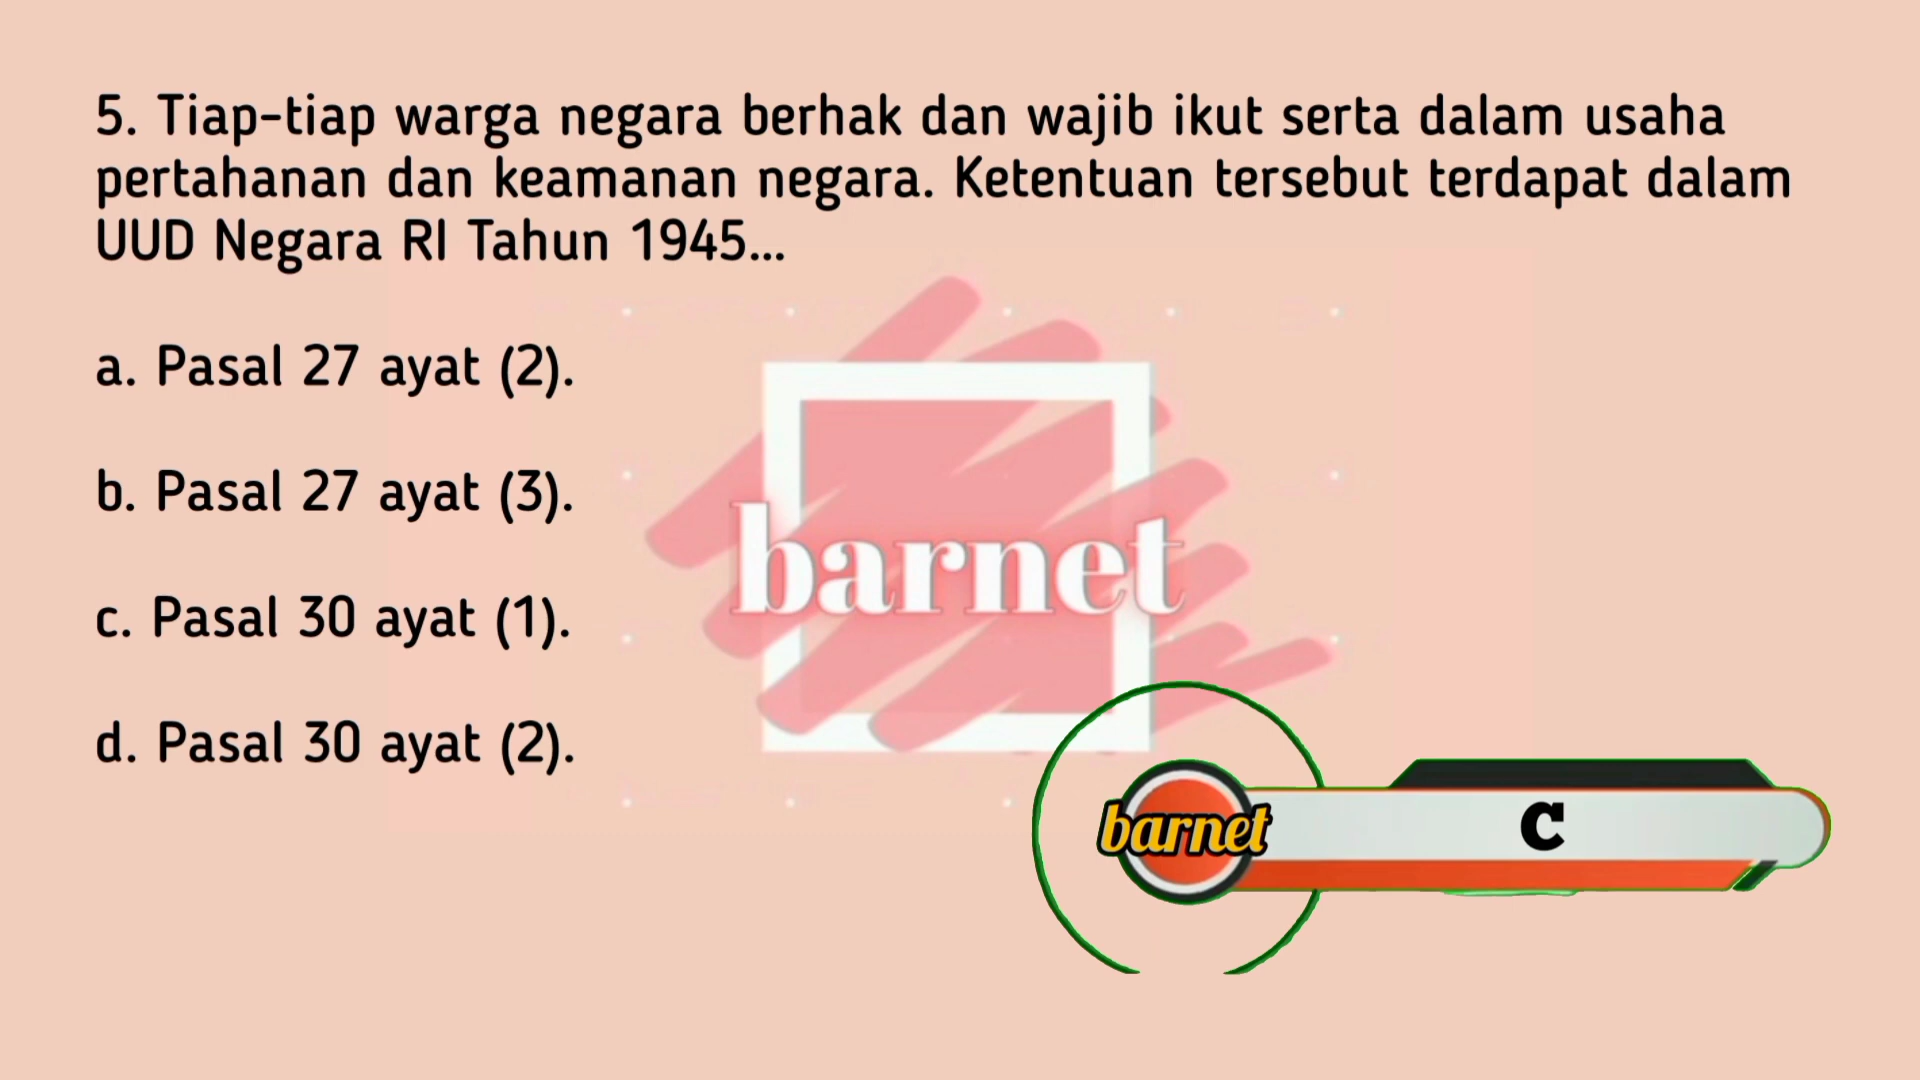 5. Tiap-tiap warga negara berhak dan wajib ikut serta dalam usaha
pertahanan dan keamanan negara. Ketentuan tersebut terdapat dalam
UUD Negara RI Tahun 1945...
a. Pasal 27 ayat (2).
b. Pasal 27 ayat (3).
c. Pasal 30 ayat (1).
d. Pasal 30 ayat (2).
barnet
barnet
C